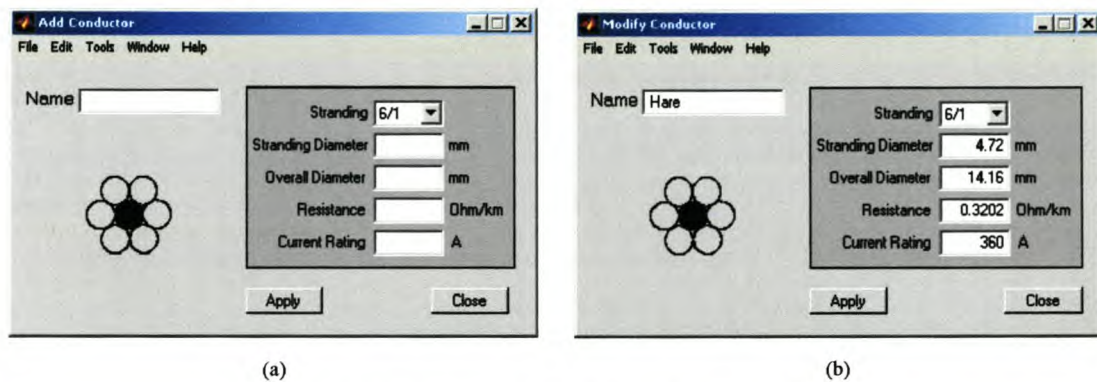 Add Conductor
File Edit Tools Window Help
Name
Stranding 6/1
Stranding Diameter mm
Overall Diameter mm
Resistance Ohm/km
Current Rating A
Apply Close
(a)
Modify Conductor
File Edit Tools Window Help
Name Hare
Stranding 6/1
Stranding Diameter 4.72 mm
Overall Diameter 14.16 mm
Resistance 0.3202 Ohm/km
Current Rating 360 A
Apply Close
(b)